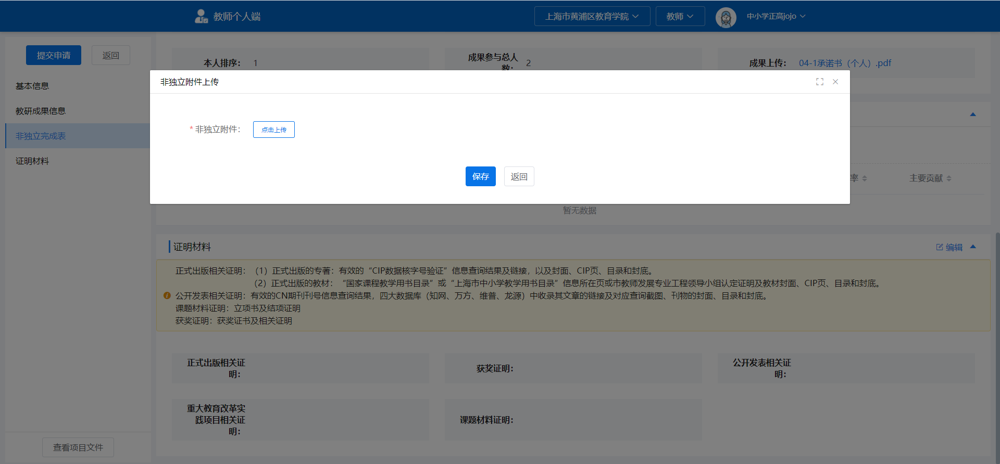 教师个人端
上海市黄浦区教育学院
教师
中小学正高jojo
提交申请
返回
基本信息
教研成果信息
非独立完成表
证明材料
查看项目文件
本人排序： 1
成果参与总人数： 2
成果上传： 04-1承诺书（个人）.pdf
非独立附件上传
* 非独立附件： 点击上传
保存 返回
率 主要贡献
暂无数据
证明材料 编辑
正式出版相关证明：（1）正式出版的专著：有效的“CIP数据核字号验证”信息查询结果及链接，以及封面、CIP页、目录和封底。
（2）正式出版的教材：“国家课程教学用书目录”或“上海市中小学教学用书目录”信息所在页或市教师发展专业工程领导小组认定证明及教材封面、CIP页、目录和封底。
公开发表相关证明：有效的CN期刊刊号信息查询结果，四大数据库（知网、万方、维普、龙源）中收录其文章的链接及对应查询截图、刊物的封面、目录和封底。
课题材料证明：立项书及结项证明
获奖证明：获奖证书及相关证明
正式出版相关证
明：
获奖证明：
公开发表相关证
明：
重大教育改革实
践项目相关证
明：
课题材料证明：